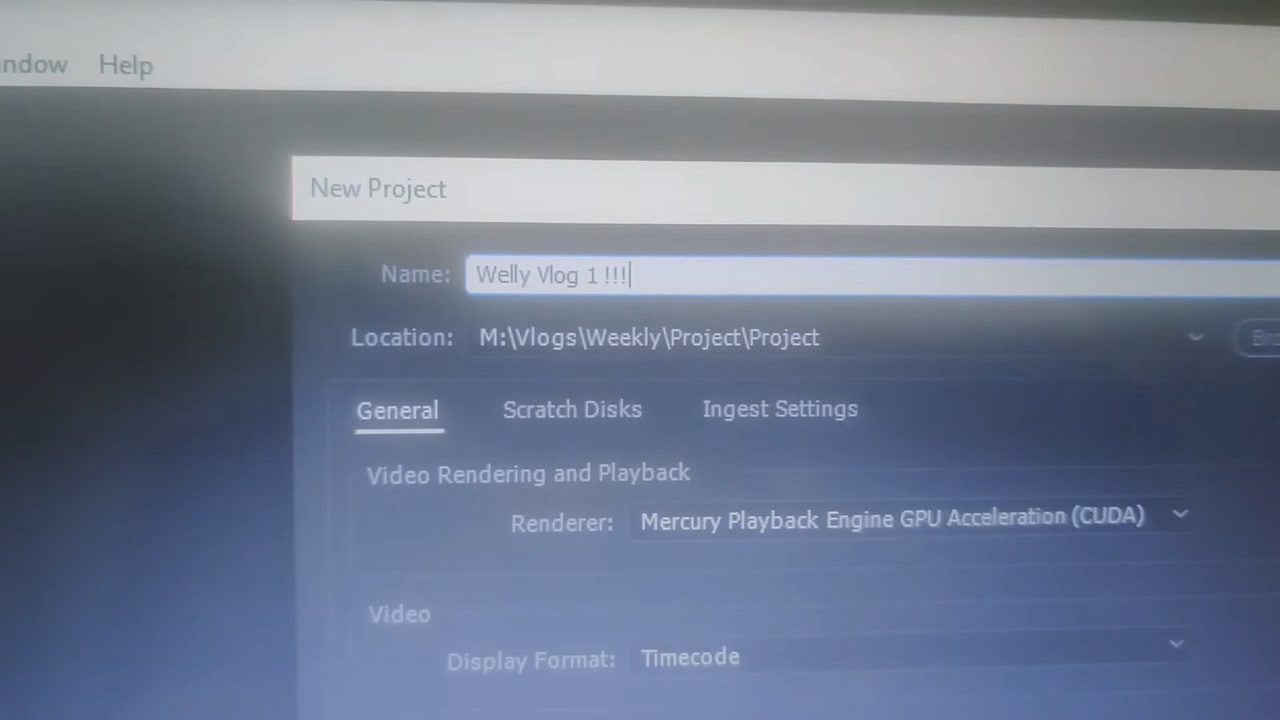 Help
New Project
Name: Welly Vlog 1 !!!
Location: M:\Vlogs\Weekly\Project\Project
General Scratch Disks Ingest Settings
Video Rendering and Playback
Renderer: Mercury Playback Engine GPU Acceleration (CUDA)
Video
Display Format: Timecode